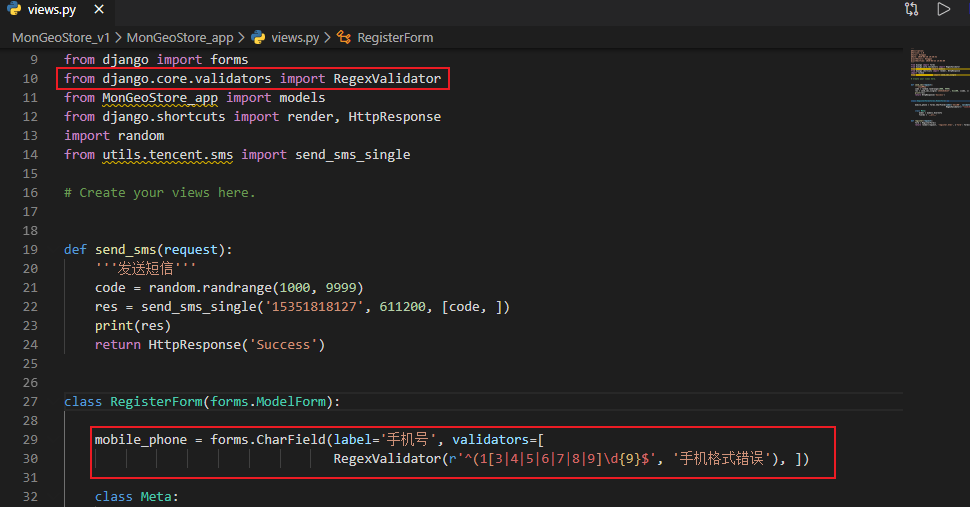 views.py ×
MonGeoStore_v1 > MonGeoStore_app > views.py > RegisterForm
9 from django import forms
10 from django.core.validators import RegexValidator
11 from MonGeoStore_app import models
12 from django.shortcuts import render, HttpResponse
13 import random
14 from utils.tencent.sms import send_sms_single
15
16 # Create your views here.
17
18
19 def send_sms(request):
20 '''发送短信'''
21 code = random.randrange(1000, 9999)
22 res = send_sms_single('15351818127', 611200, [code, ])
23 print(res)
24 return HttpResponse('Success')
25
26
27 class RegisterForm(forms.ModelForm):
28
29 mobile_phone = forms.CharField(label='手机号', validators=[
30 RegexValidator(r'^(1[3|4|5|6|7|8|9]\d{9}$', '手机格式错误'), ])
31
32 class Meta: